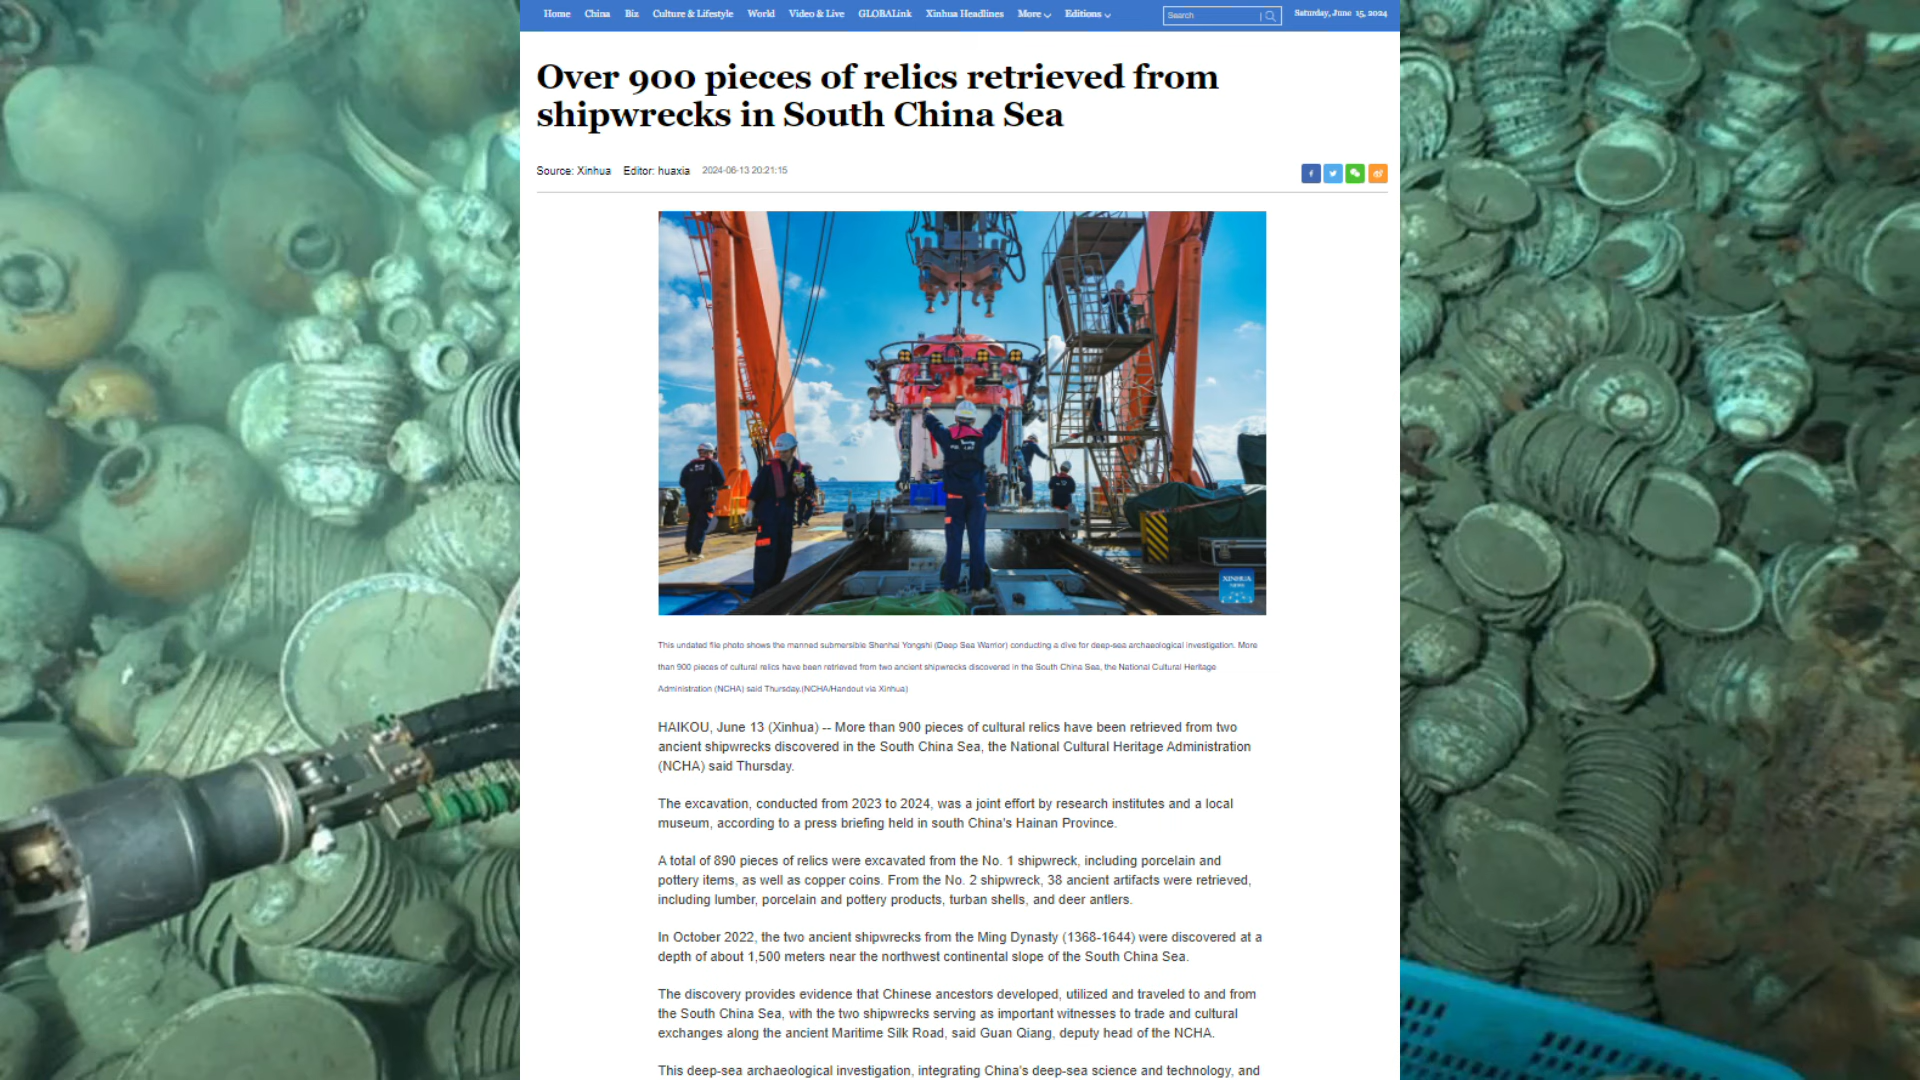 Home China Biz Culture & Lifestyle World Video & Live GLOBALink Xinhua Headlines More Editions Search Saturday, June 15, 2024
Over 900 pieces of relics retrieved from
shipwrecks in South China Sea
Source: Xinhua Editor: huaxia 2024-06-13 20:21:15
XINHUA
NEWS
This undated file photo shows the manned submersible Shenhai Yongshi (Deep Sea Warrior) conducting a dive for deep-sea archaeological investigation. More
than 900 pieces of cultural relics have been retrieved from two ancient shipwrecks discovered in the South China Sea, the National Cultural Heritage
Administration (NCHA) said Thursday.(NCHA/Handout via Xinhua)
HAIKOU, June 13 (Xinhua) -- More than 900 pieces of cultural relics have been retrieved from two
ancient shipwrecks discovered in the South China Sea, the National Cultural Heritage Administration
(NCHA) said Thursday.
The excavation, conducted from 2023 to 2024, was a joint effort by research institutes and a local
museum, according to a press briefing held in south China's Hainan Province.
A total of 890 pieces of relics were excavated from the No. 1 shipwreck, including porcelain and
pottery items, as well as copper coins. From the No. 2 shipwreck, 38 ancient artifacts were retrieved,
including lumber, porcelain and pottery products, turban shells, and deer antlers.
In October 2022, the two ancient shipwrecks from the Ming Dynasty (1368-1644) were discovered at a
depth of about 1,500 meters near the northwest continental slope of the South China Sea.
The discovery provides evidence that Chinese ancestors developed, utilized and traveled to and from
the South China Sea, with the two shipwrecks serving as important witnesses to trade and cultural
exchanges along the ancient Maritime Silk Road, said Guan Qiang, deputy head of the NCHA.
This deep-sea archaeological investigation, integrating China's deep-sea science and technology, and